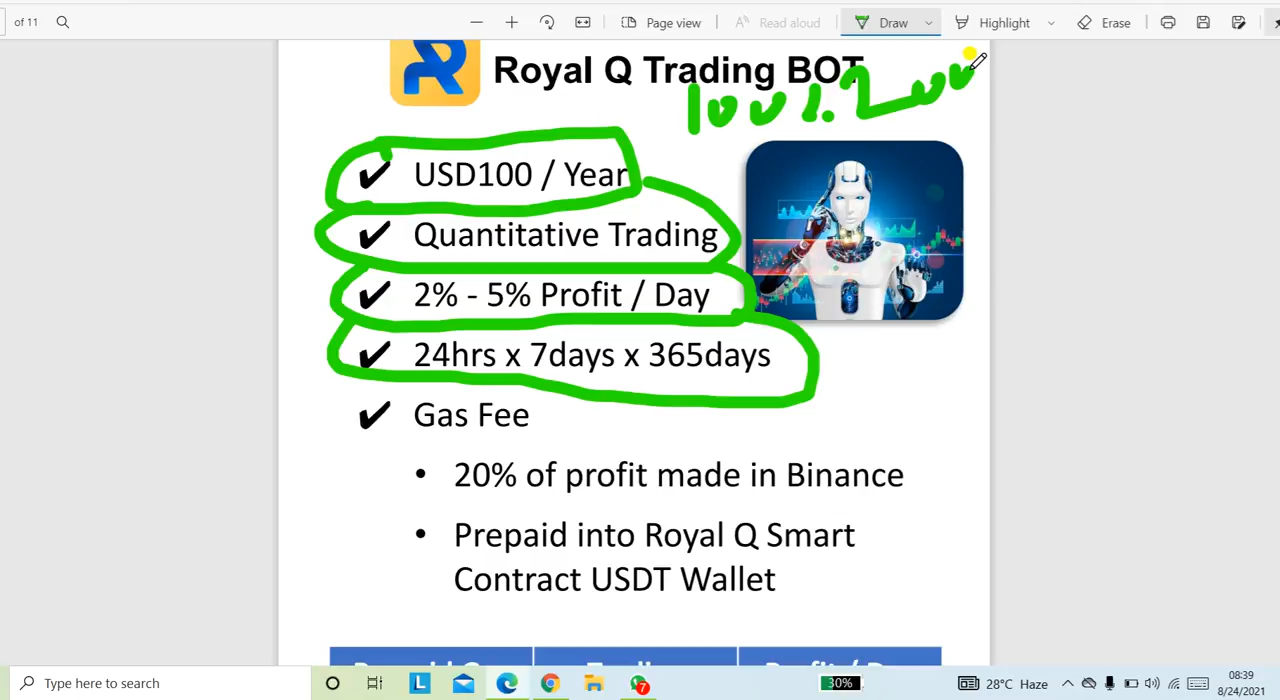 of 11
Page view
Read aloud
Draw
Highlight
Erase
Royal Q Trading BOT
✔ USD100 / Year
✔ Quantitative Trading
✔ 2% - 5% Profit / Day
✔ 24hrs x 7days x 365days
✔ Gas Fee
• 20% of profit made in Binance
• Prepaid into Royal Q Smart
Contract USDT Wallet
Type here to search
L
7
30%
28°C Haze
08:39
8/24/2021